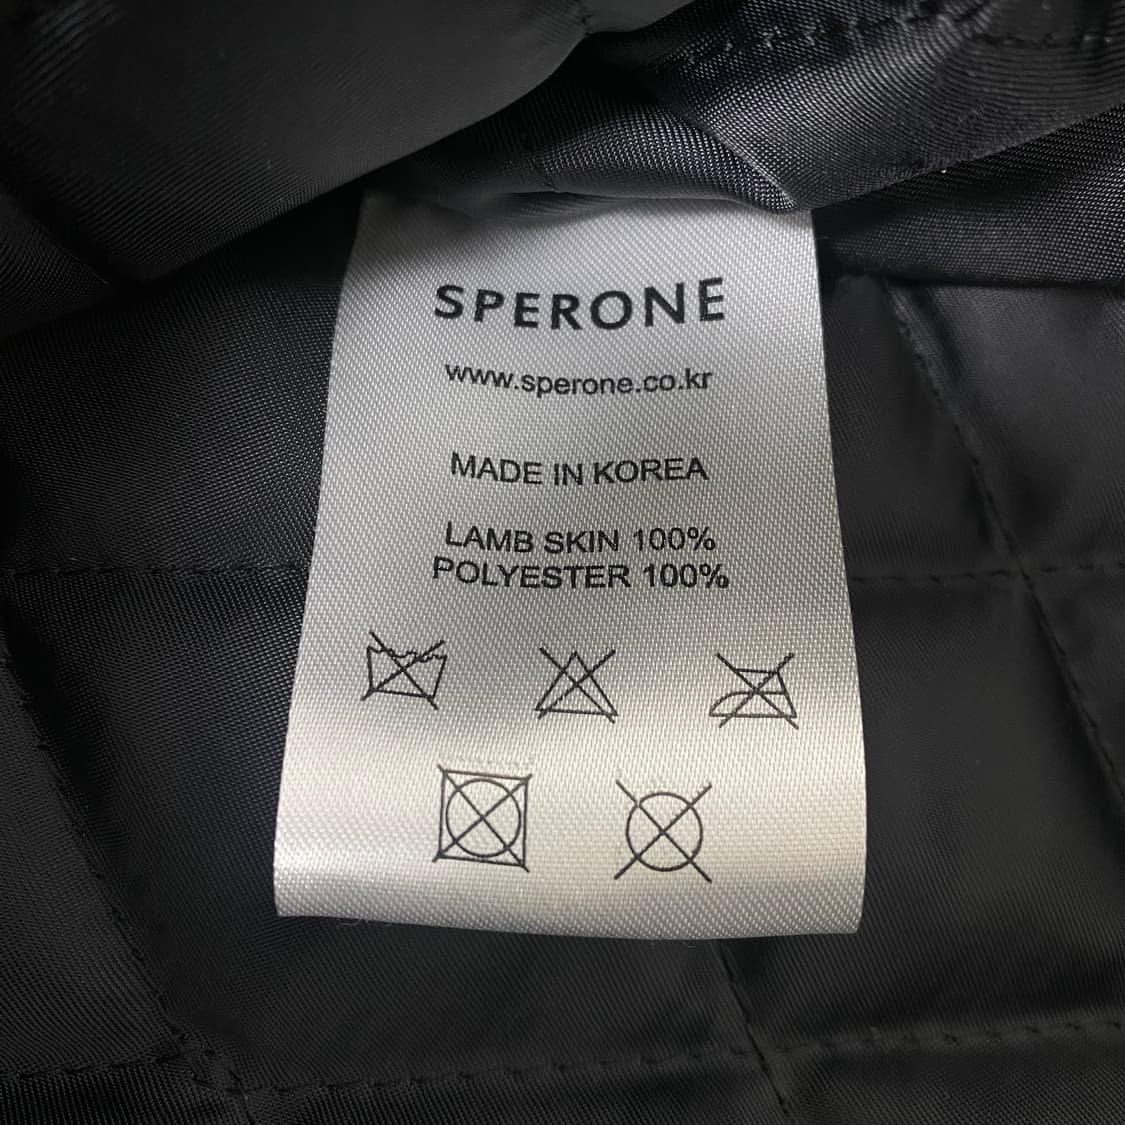 SPERONE
www.sperone.co.kr
MADE IN KOREA
LAMB SKIN 100%
POLYESTER 100%